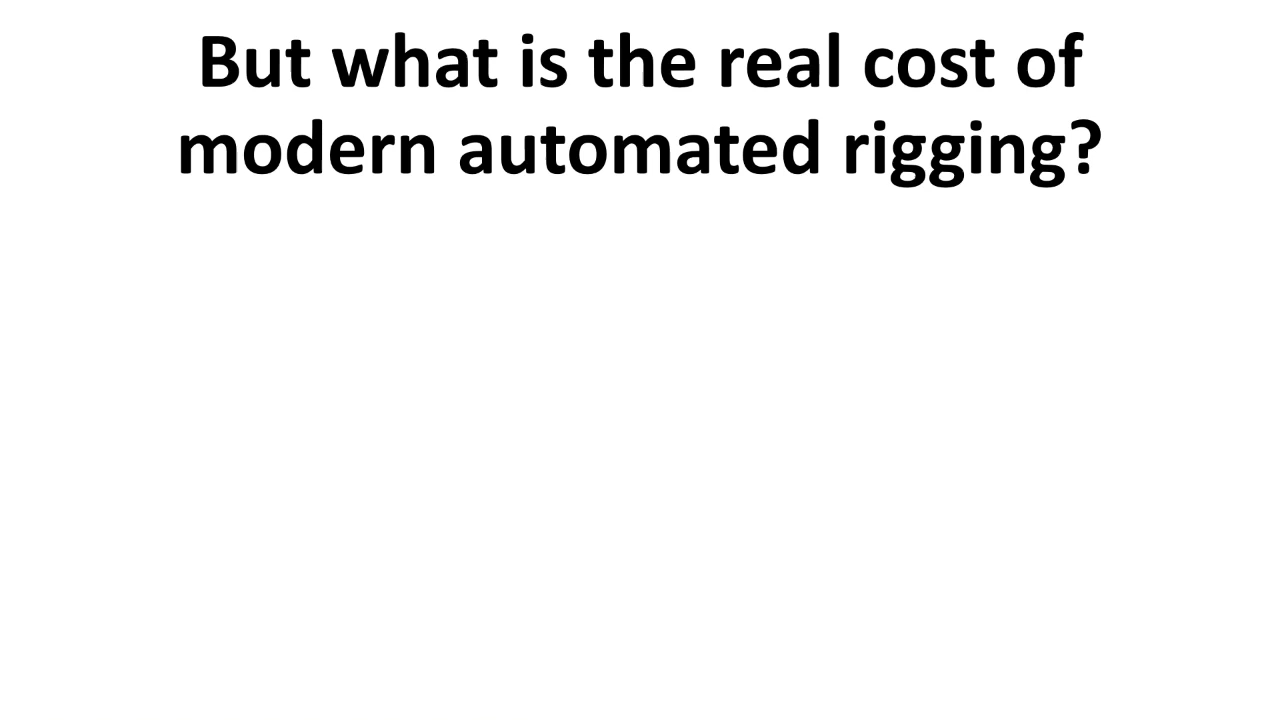 But what is the real cost of
modern automated rigging?